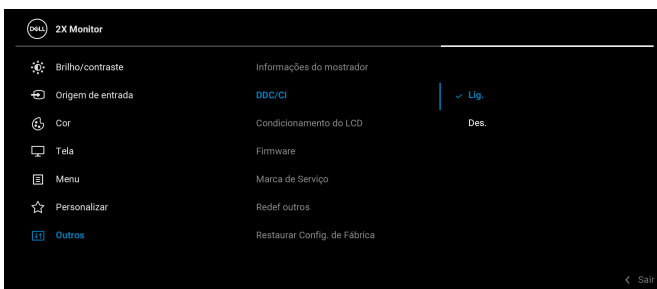 DELL 2X Monitor
Brilho/contraste Informações do mostrador
Origem de entrada DDC/CI Lig.
Cor Condicionamento do LCD Des.
Tela Firmware
Menu Marca de Serviço
Personalizar Redef outros
Outros Restaurar Config. de Fábrica
Sair